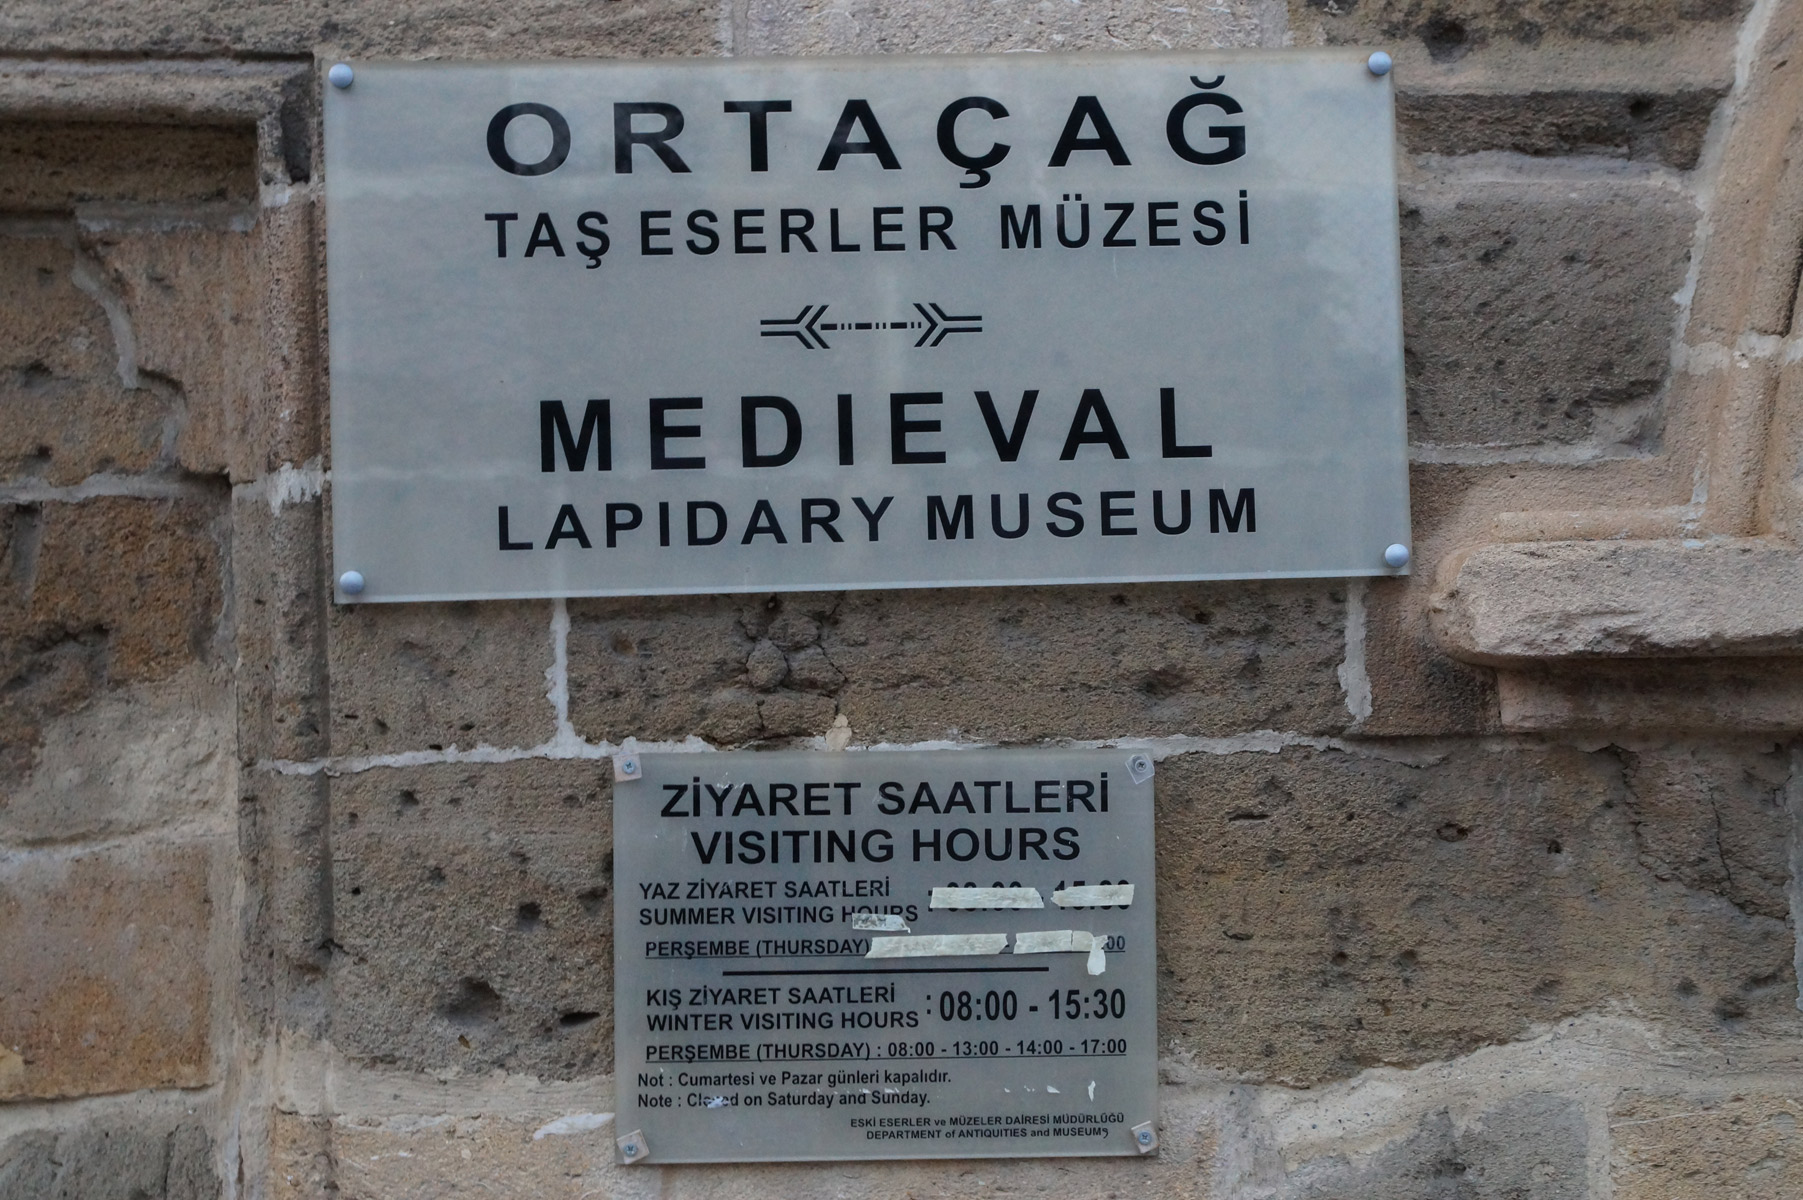 ORTAÇAĞ
TAŞ ESERLER MÜZESİ
MEDIEVAL
LAPIDARY MUSEUM
ZİYARET SAATLERİ
VISITING HOURS
YAZ ZİYARET SAATLERİ
SUMMER VISITING HOURS :
PERŞEMBE (THURSDAY)
KIŞ ZİYARET SAATLERİ
WINTER VISITING HOURS : 08:00 - 15:30
PERŞEMBE (THURSDAY) : 08:00 - 13:00 - 14:00 - 17:00
Not : Cumartesi ve Pazar günleri kapalıdır.
Note : Closed on Saturday and Sunday.
ESKİ ESERLER ve MÜZELER DAİRESİ MÜDÜRLÜĞÜ
DEPARTMENT of ANTIQUITIES and MUSEUMS